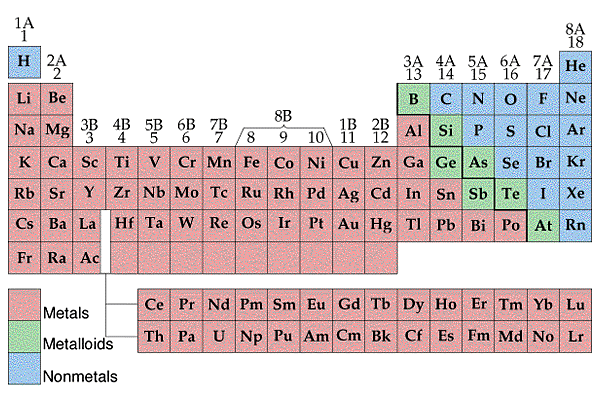 1A
1
8A
18
H
2A
2
3A 4A 5A 6A 7A
13 14 15 16 17
He
Li Be
B C N O F Ne
Na Mg
3B 4B 5B 6B 7B 8B 1B 2B
3 4 5 6 7 8 9 10 11 12
Al Si P S Cl Ar
K Ca Sc Ti V Cr Mn Fe Co Ni Cu Zn Ga Ge As Se Br Kr
Rb Sr Y Zr Nb Mo Tc Ru Rh Pd Ag Cd In Sn Sb Te I Xe
Cs Ba La Hf Ta W Re Os Ir Pt Au Hg Tl Pb Bi Po At Rn
Fr Ra Ac
Ce Pr Nd Pm Sm Eu Gd Tb Dy Ho Er Tm Yb Lu
Th Pa U Np Pu Am Cm Bk Cf Es Fm Md No Lr
Metals
Metalloids
Nonmetals